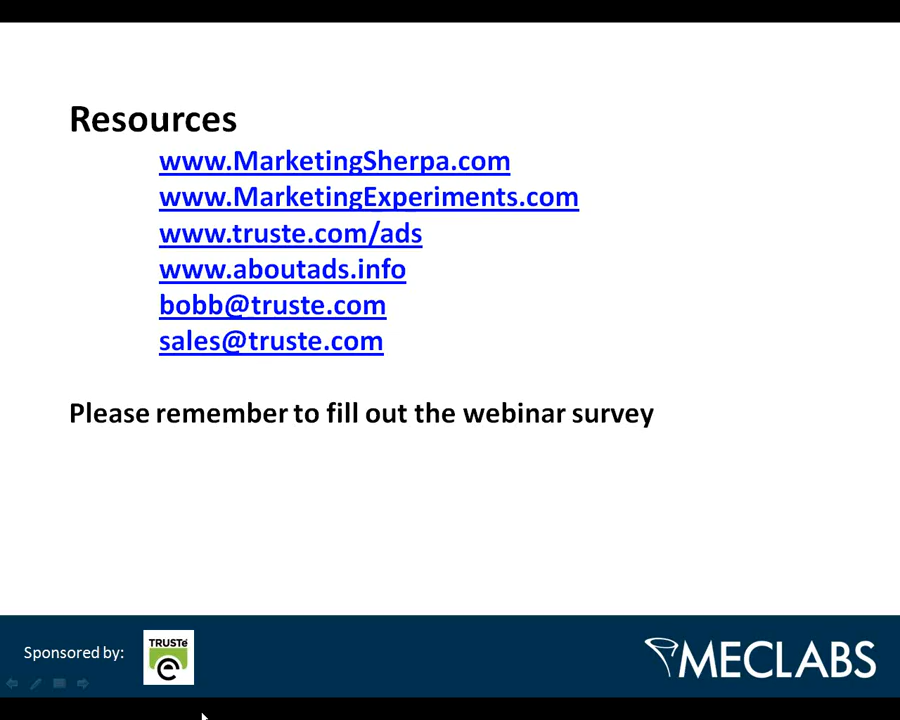 Resources
www.MarketingSherpa.com
www.MarketingExperiments.com
www.truste.com/ads
www.aboutads.info
bobb@truste.com
sales@truste.com
Please remember to fill out the webinar survey
Sponsored by:
TRUSTe
e
MECLABS